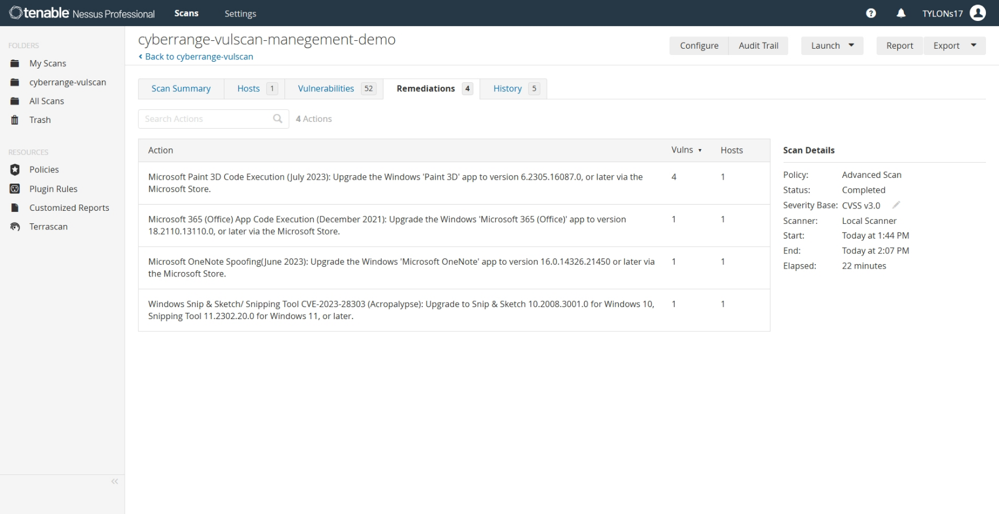 tenable Nessus Professional
Scans
Settings
TYLONs17
FOLDERS
My Scans
cyberrange-vulscan
All Scans
Trash
RESOURCES
Policies
Plugin Rules
Customized Reports
Terrascan
cyberrange-vulscan-manegement-demo
Back to cyberrange-vulscan
Configure
Audit Trail
Launch
Report
Export
Scan Summary
Hosts 1
Vulnerabilities 52
Remediations 4
History 5
Search Actions
4 Actions
Action Vulns Hosts
Microsoft Paint 3D Code Execution (July 2023): Upgrade the Windows 'Paint 3D' app to version 6.2305.16087.0, or later via the 4 1
Microsoft Store.
Microsoft 365 (Office) App Code Execution (December 2021): Upgrade the Windows 'Microsoft 365 (Office)' app to version 1 1
18.2110.13110.0, or later via the Microsoft Store.
Microsoft OneNote Spoofing(June 2023): Upgrade the Windows 'Microsoft OneNote' app to version 16.0.14326.21450 or later via 1 1
the Microsoft Store.
Windows Snip & Sketch/ Snipping Tool CVE-2023-28303 (Acropalypse): Upgrade to Snip & Sketch 10.2008.3001.0 for Windows 10, 1 1
Snipping Tool 11.2302.20.0 for Windows 11, or later.
Scan Details
Policy: Advanced Scan
Status: Completed
Severity Base: CVSS v3.0
Scanner: Local Scanner
Start: Today at 1:44 PM
End: Today at 2:07 PM
Elapsed: 22 minutes